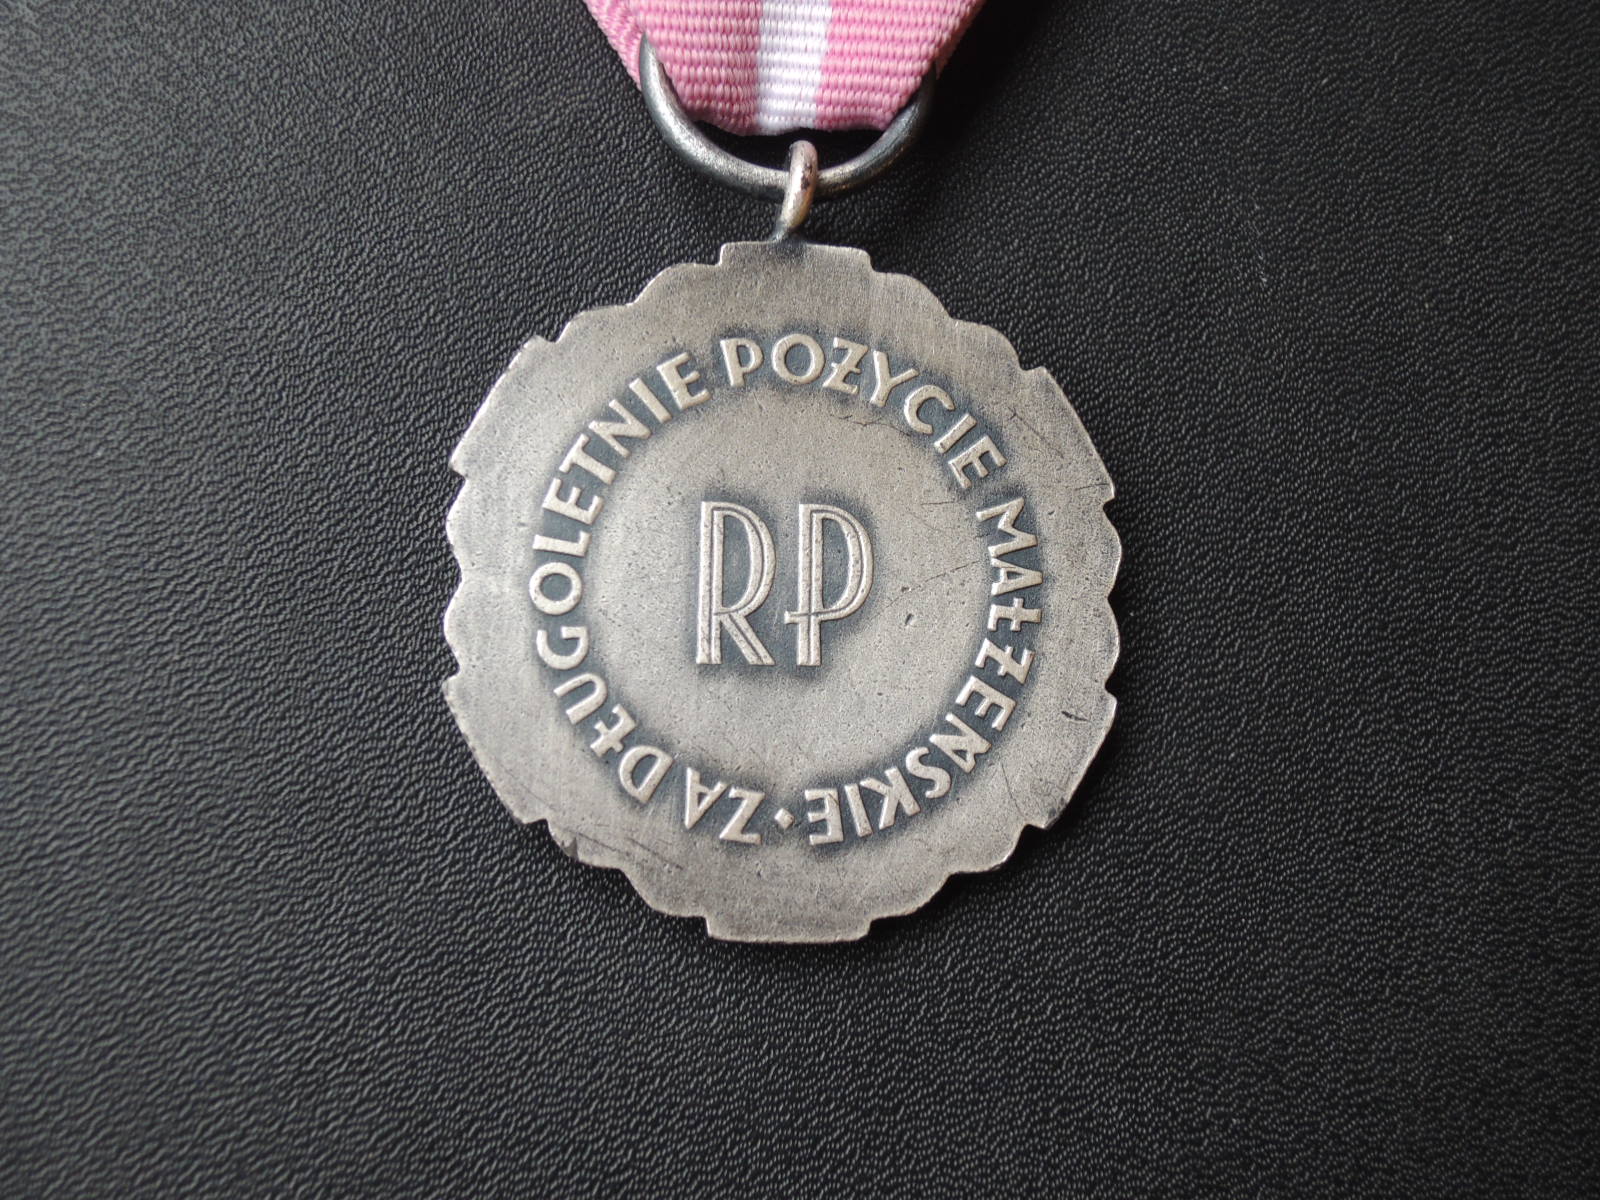 ZA DŁUGOLETNIE POŻYCIE MAŁŻEŃSKIE •
RP